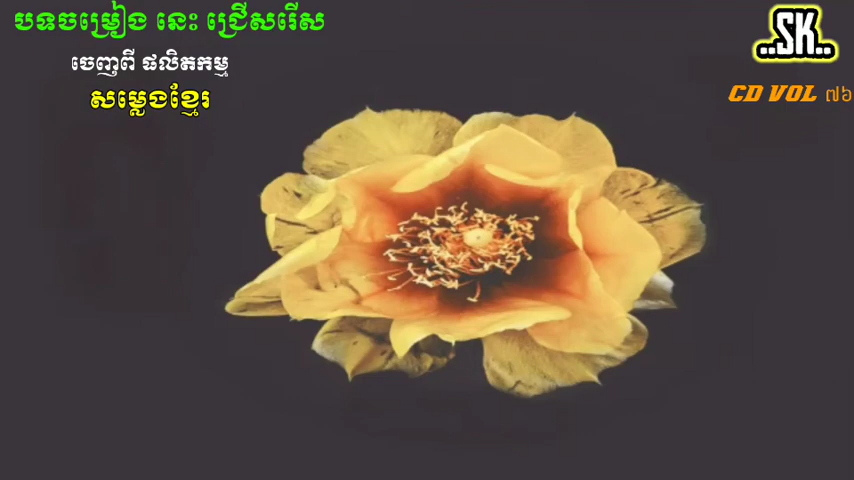 បទចម្រៀង នេះ ជ្រើសរើស
ចេញពី ផលិតកម្ម
សម្លេងខ្មែរ
..SK..
CD VOL ៧៦